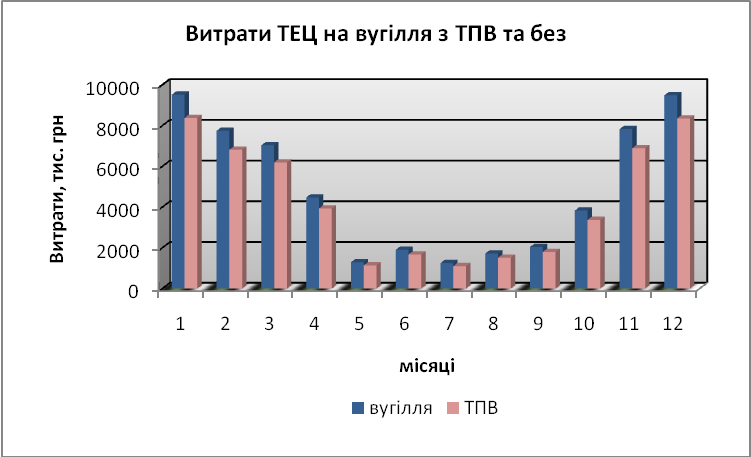 Витрати ТЕЦ на вугілля з ТПВ та без
Витрати, тис. грн
10000
8000
6000
4000
2000
0
1 2 3 4 5 6 7 8 9 10 11 12
місяці
вугілля ТПВ